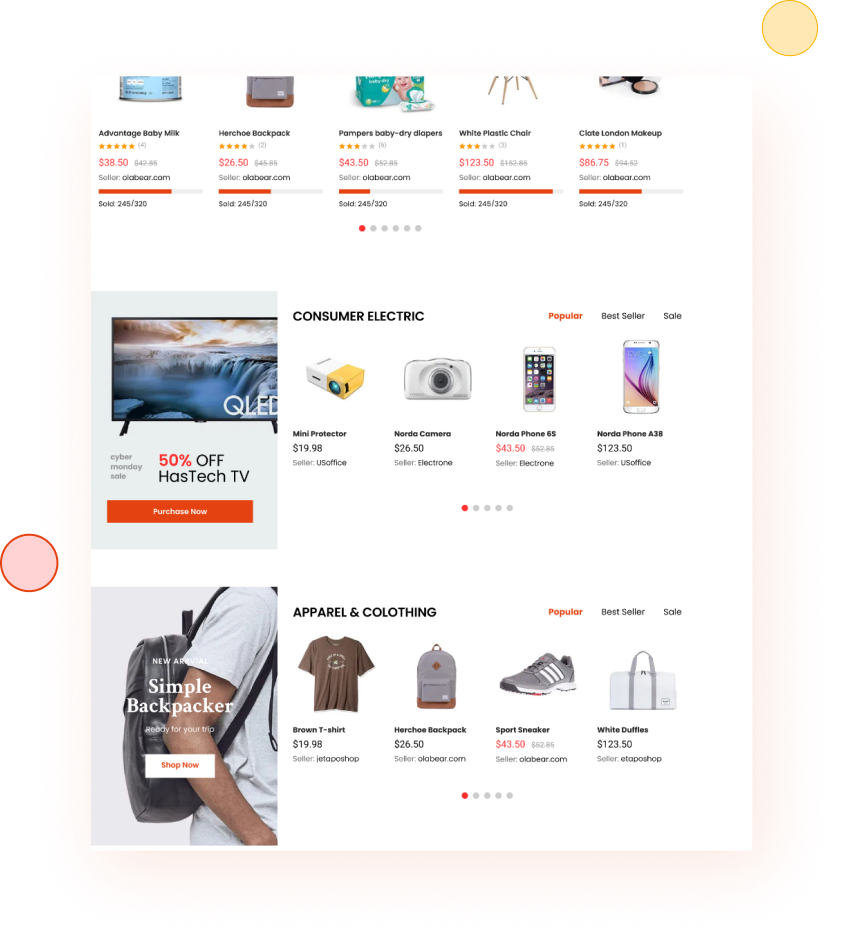 Advantage Baby Milk
(4)
$38.50 $42.85
Seller: olabear.com
Sold: 245/320
Herchoe Backpack
(2)
$26.50 $45.85
Seller: olabear.com
Sold: 245/320
baby-dry
Pampers baby-dry diapers
(6)
$43.50 $52.85
Seller: olabear.com
Sold: 245/320
White Plastic Chair
(3)
$123.50 $152.85
Seller: olabear.com
Sold: 245/320
Ciate London Makeup
(1)
$86.75 $94.52
Seller: olabear.com
Sold: 245/320
QLED
cyber
monday
sale
50% OFF
HasTech TV
Purchase Now
CONSUMER ELECTRIC
Popular Best Seller Sale
Mini Protector
$19.98
Seller: USoffice
Norda Camera
$26.50
Seller: Electrone
Norda Phone 6S
$43.50 $52.85
Seller: Electrone
Norda Phone A38
$123.50
Seller: USoffice
NEW ARRVIAL
Simple
Backpacker
Ready for your trip
Shop Now
APPAREL & COLOTHING
Popular Best Seller Sale
Brown T-shirt
$19.98
Seller: jetaposhop
Herchoe Backpack
$26.50
Seller: olabear.com
Sport Sneaker
$43.50 $52.85
Seller: olabear.com
White Duffles
$123.50
Seller: etaposhop